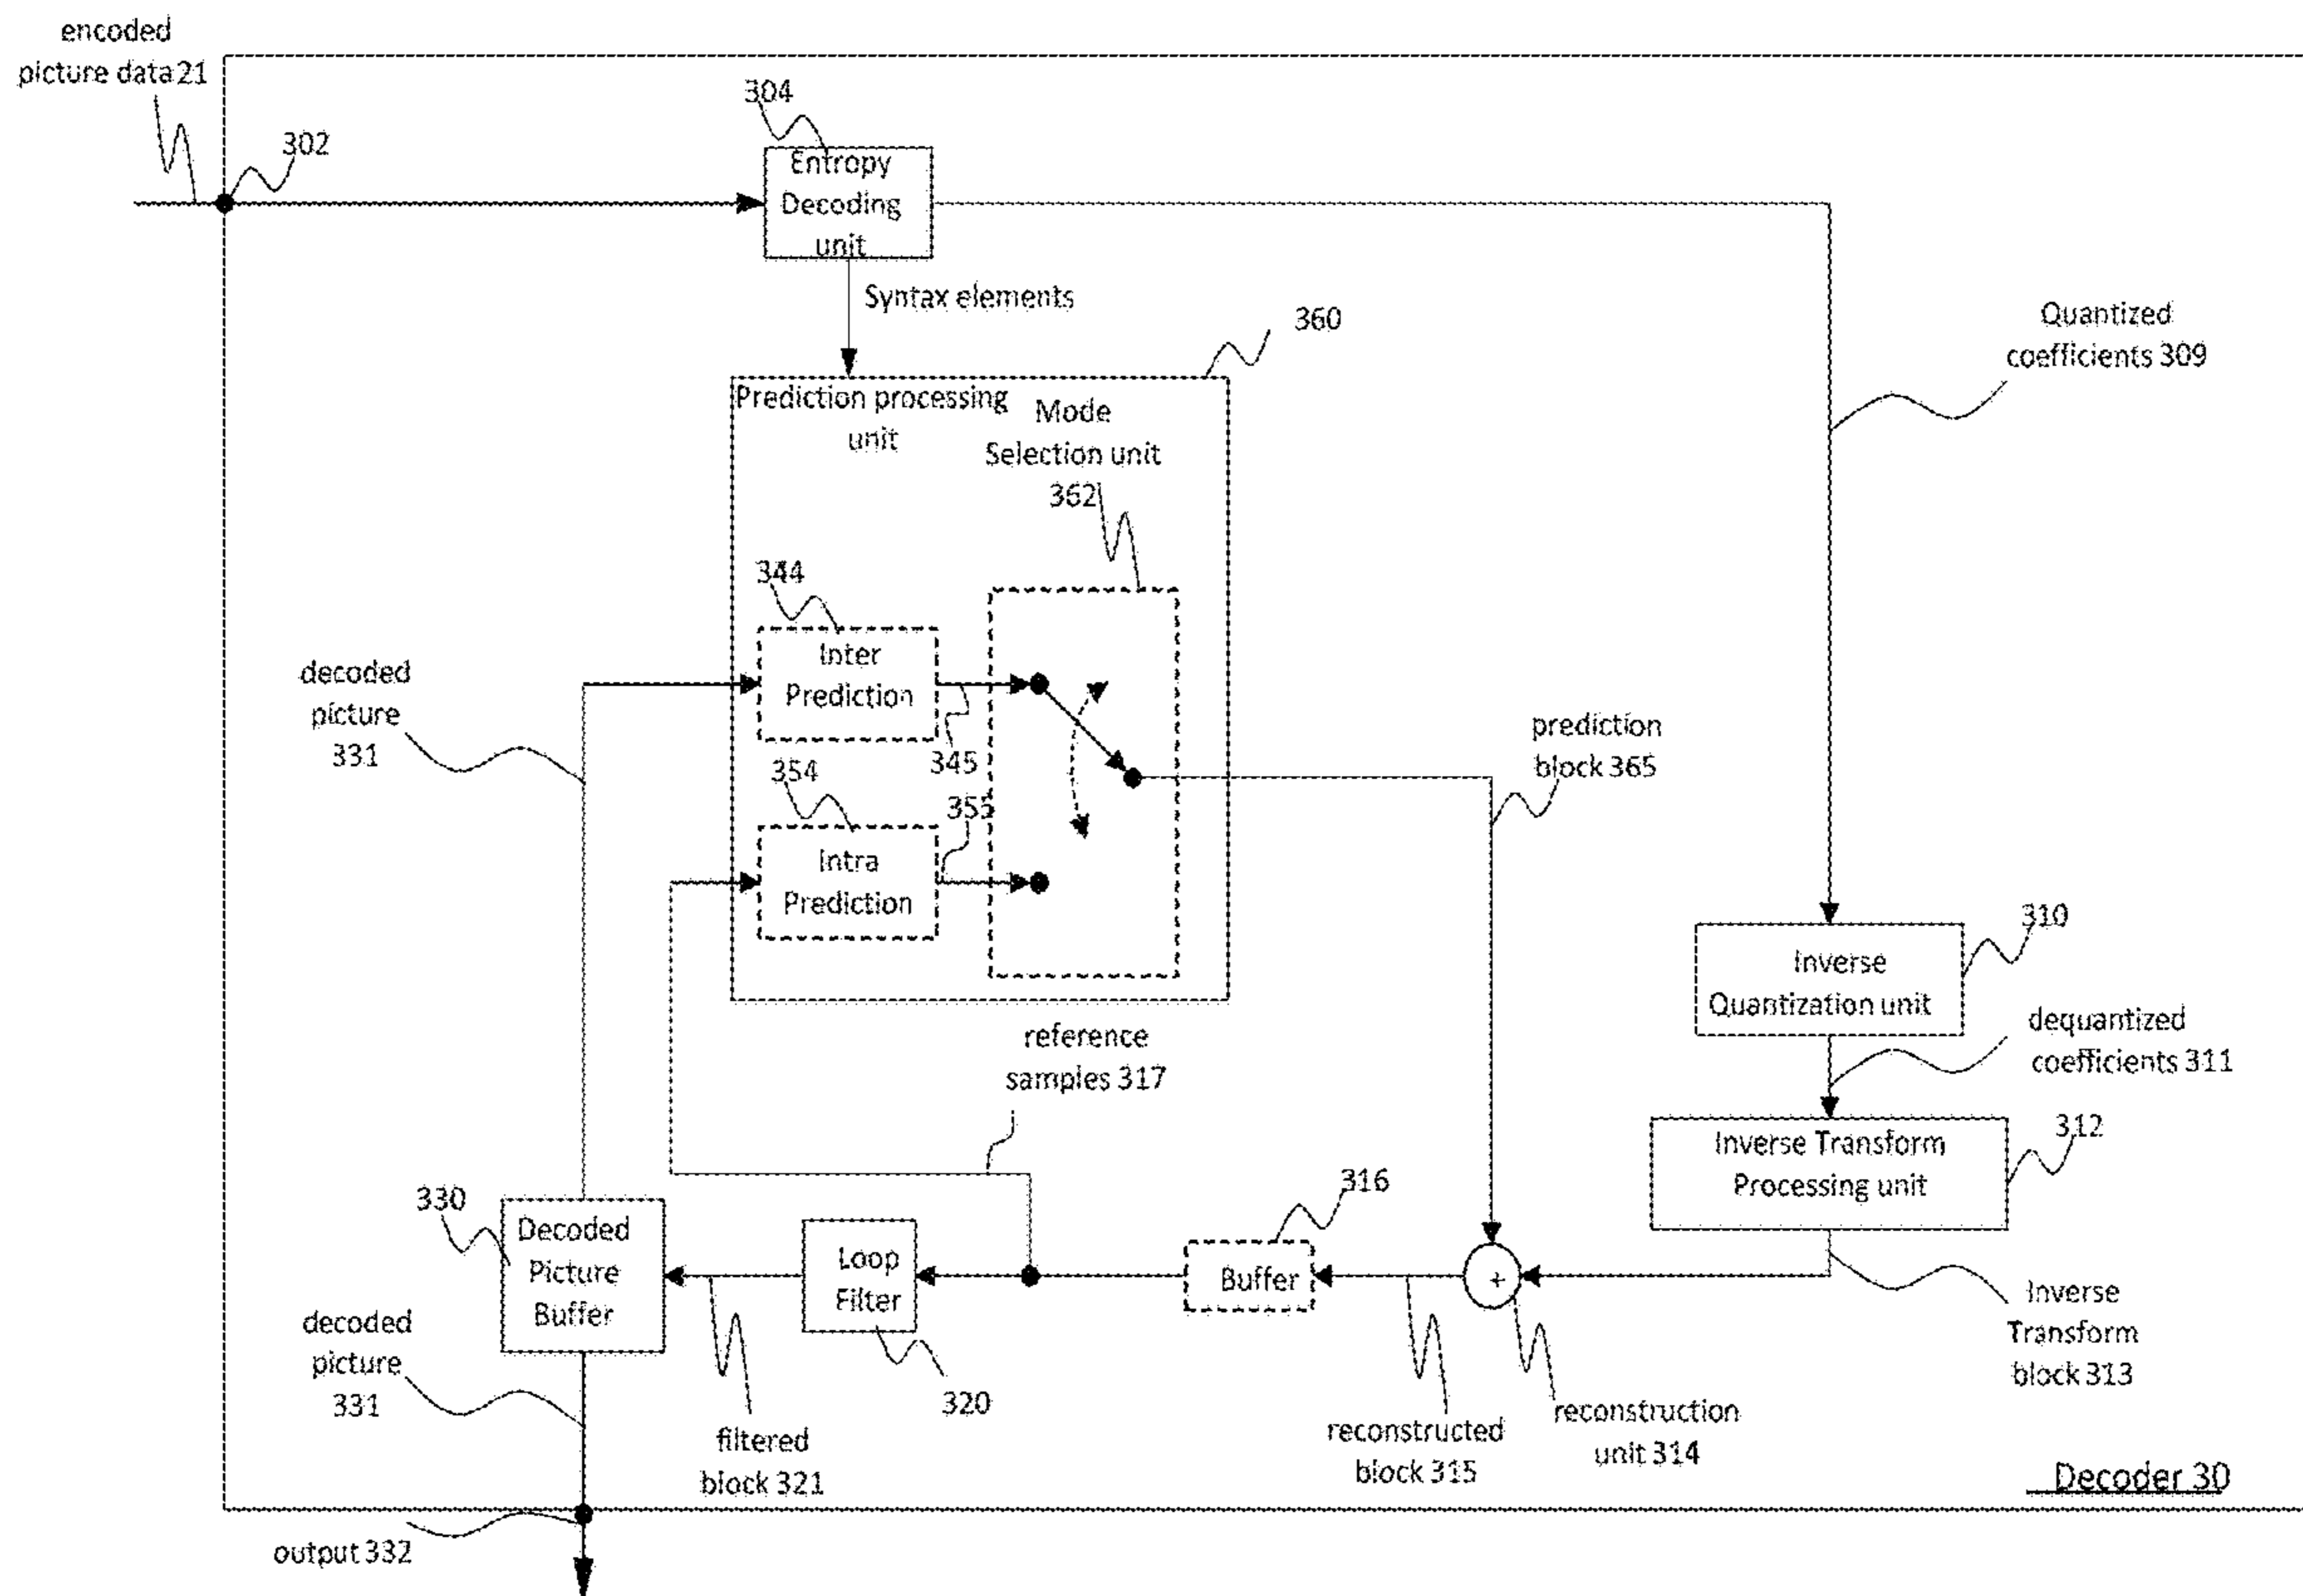 encoded
picture data 21
302
304
Entropy
Decoding
unit
Syntax elements
360
Quantized
coefficients 309
Prediction processing
unit
Mode
Selection unit
362
344
Inter
Prediction
345
decoded
picture
331
354
355
Intra
Prediction
prediction
block 365
310
Inverse
Quantization unit
dequantized
coefficients 311
reference
samples 317
312
Inverse Transform
Processing unit
316
330
Decoded
Picture
Buffer
Loop
Filter
Buffer
+
Inverse
Transform
block 313
decoded
picture
331
320
filtered
block 321
reconstructed
block 315
reconstruction
unit 314
Decoder 30
output 332